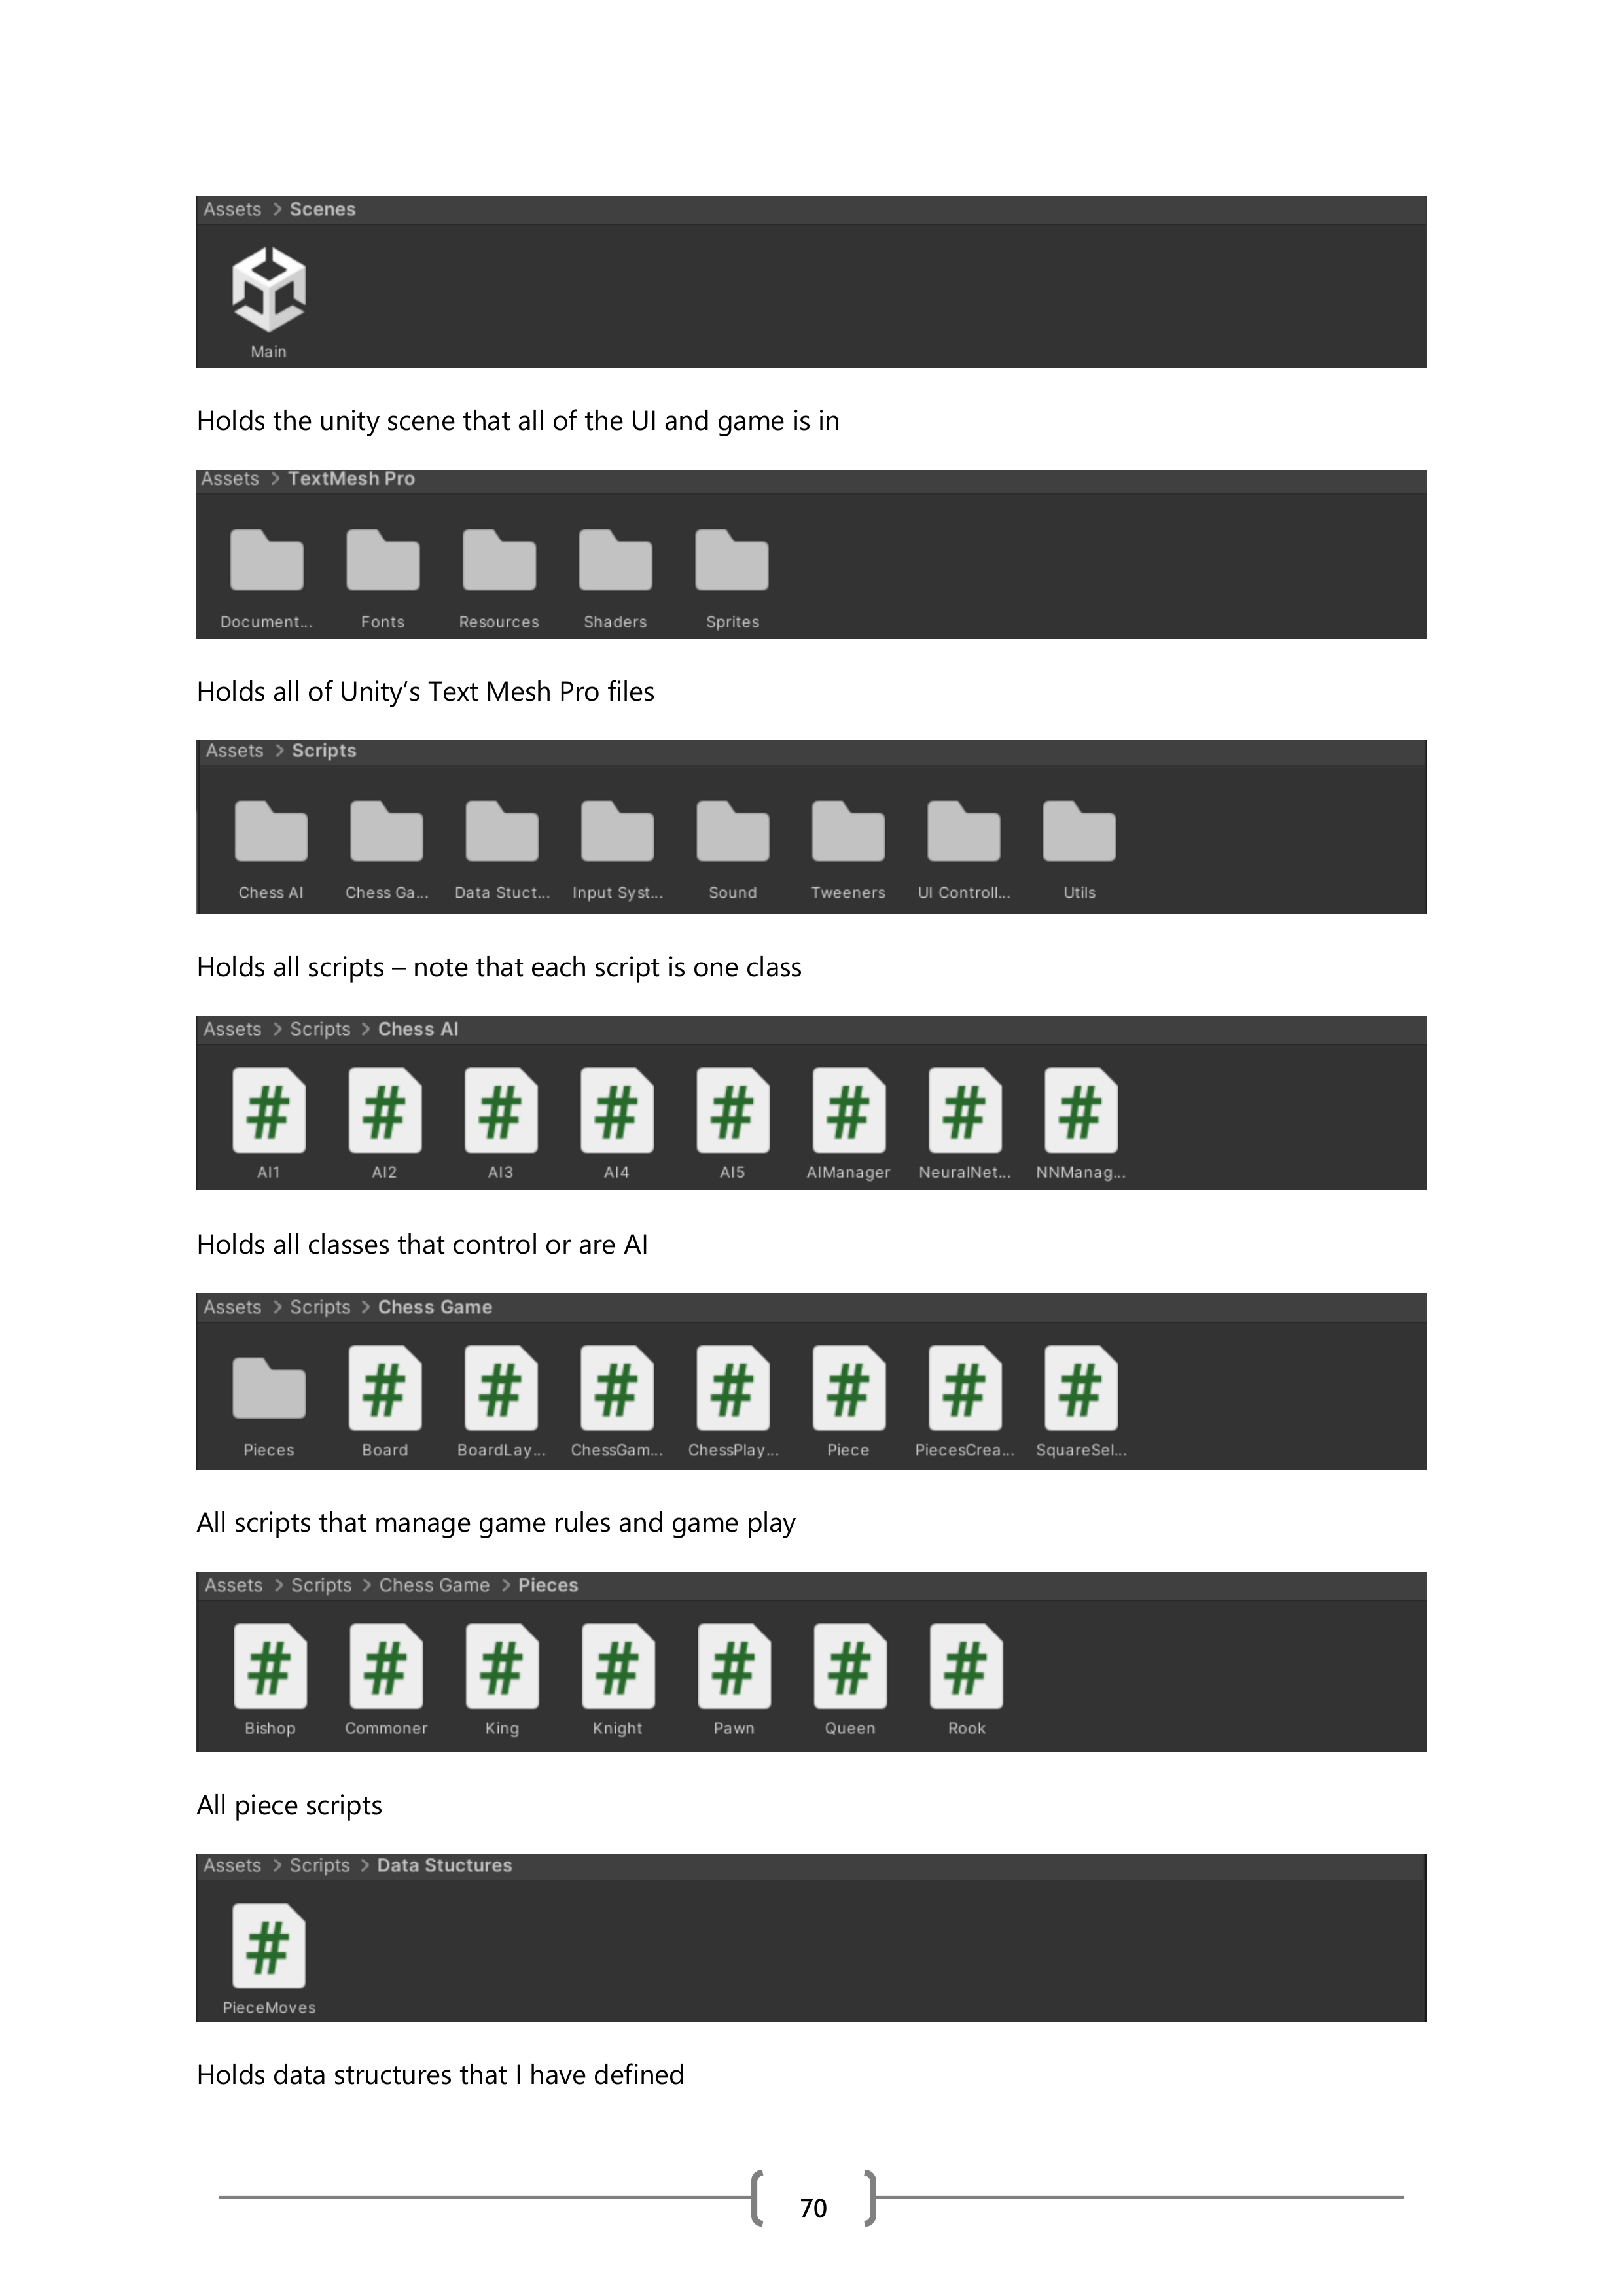 Assets > Scenes
Main
Holds the unity scene that all of the UI and game is in
Assets > TextMesh Pro
Document... Fonts Resources Shaders Sprites
Holds all of Unity’s Text Mesh Pro files
Assets > Scripts
Chess AI Chess Ga... Data Stuct... Input Syst... Sound Tweeners UI Controll... Utils
Holds all scripts – note that each script is one class
Assets > Scripts > Chess AI
AI1 AI2 AI3 AI4 AI5 AIManager NeuralNet... NNManag...
Holds all classes that control or are AI
Assets > Scripts > Chess Game
Pieces Board BoardLay... ChessGam... ChessPlay... Piece PiecesCrea... SquareSel...
All scripts that manage game rules and game play
Assets > Scripts > Chess Game > Pieces
Bishop Commoner King Knight Pawn Queen Rook
All piece scripts
Assets > Scripts > Data Stuctures
PieceMoves
Holds data structures that I have defined
70